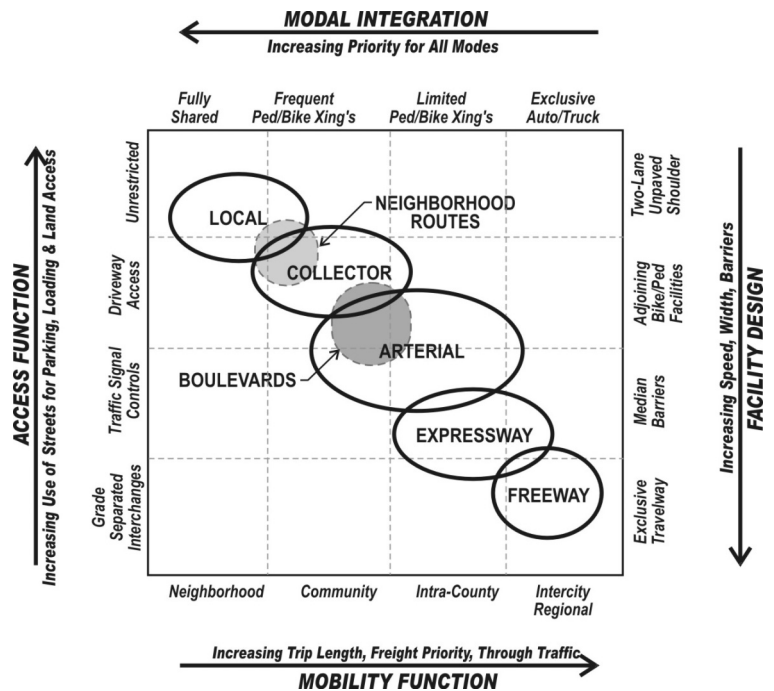 MODAL INTEGRATION
Increasing Priority for All Modes
Fully
Shared
Frequent
Ped/Bike Xing's
Limited
Ped/Bike Xing's
Exclusive
Auto/Truck
ACCESS FUNCTION
Increasing Use of Streets for Parking, Loading & Land Access
Unrestricted
Driveway
Access
Traffic Signal
Controls
Grade
Separated
Interchanges
LOCAL
NEIGHBORHOOD
ROUTES
COLLECTOR
ARTERIAL
BOULEVARDS
EXPRESSWAY
FREEWAY
Two-Lane
Unpaved
Shoulder
Adjoining
Bike/Ped
Facilities
Median
Barriers
Exclusive
Travelway
Increasing Speed, Width, Barriers
FACILITY DESIGN
Neighborhood
Community
Intra-County
Intercity
Regional
Increasing Trip Length, Freight Priority, Through Traffic
MOBILITY FUNCTION